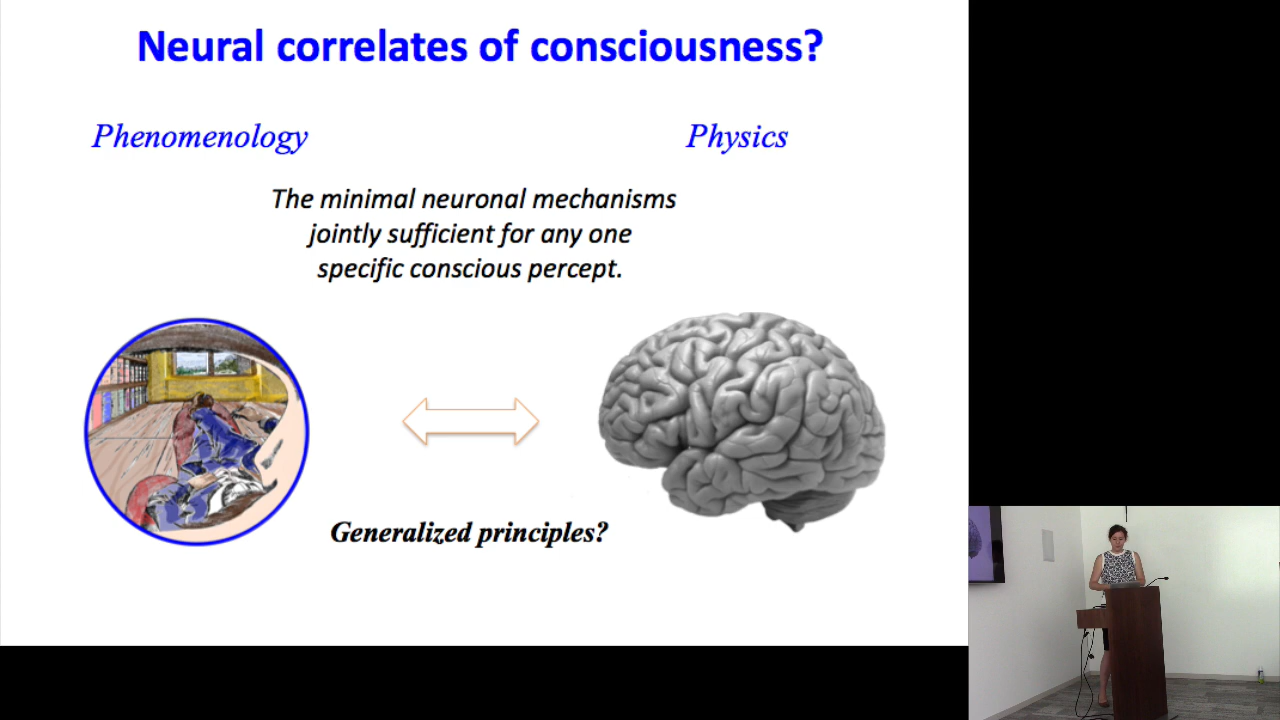 Neural correlates of consciousness?
Phenomenology
Physics
The minimal neuronal mechanisms
jointly sufficient for any one
specific conscious percept.
Generalized principles?